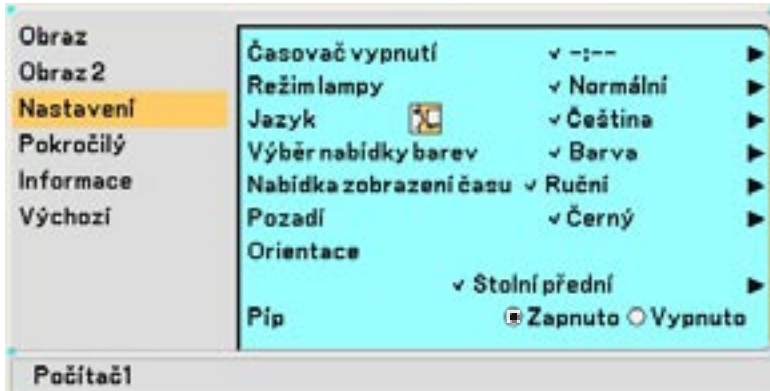 Obraz
Obraz 2
Nastavení
Pokročilý
Informace
Výchozí
Časovač vypnutí -:--
Režim lampy Normální
Jazyk Čeština
Výběr nabídky barev Barva
Nabídka zobrazení času Ruční
Pozadí Černý
Orientace
Stolní přední
Píp Zapnuto Vypnuto
Počítač1